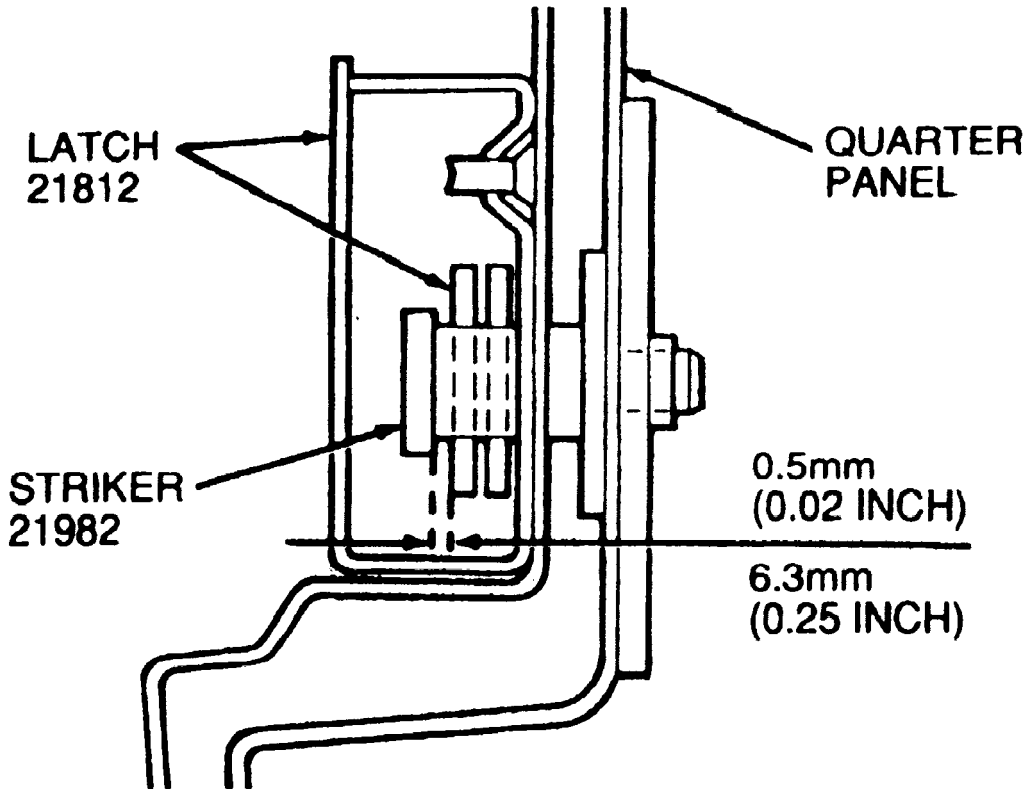 LATCH
21812
QUARTER
PANEL
STRIKER
21982
0.5mm
(0.02 INCH)
6.3mm
(0.25 INCH)